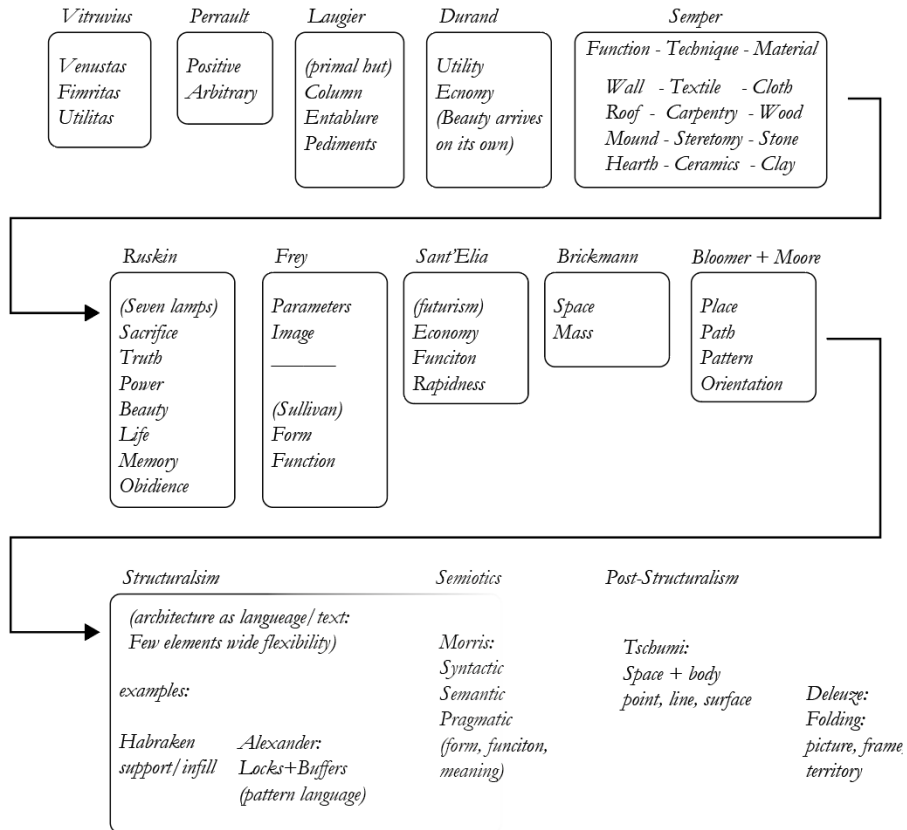 Vitruvius
Venustas
Fimritas
Utilitas
Perrault
Positive
Arbitrary
Laugier
(primal hut)
Column
Entablure
Pediments
Durand
Utility
Ecnomy
(Beauty arrives
on its own)
Semper
Function - Technique - Material
Wall - Textile - Cloth
Roof - Carpentry - Wood
Mound - Steretomy - Stone
Hearth - Ceramics - Clay
Ruskin
(Seven lamps)
Sacrifice
Truth
Power
Beauty
Life
Memory
Obidience
Frey
Parameters
Image
(Sullivan)
Form
Function
Sant'Elia
(futurism)
Economy
Funciton
Rapidness
Brickmann
Space
Mass
Bloomer + Moore
Place
Path
Pattern
Orientation
Structuralsim
(architecture as langueage/text:
Few elements wide flexibility)
examples:
Habraken
support/infill
Alexander:
Locks+Buffers
(pattern language)
Semiotics
Morris:
Syntactic
Semantic
Pragmatic
(form, funciton,
meaning)
Post-Structuralism
Tschumi:
Space + body
point, line, surface
Deleuze:
Folding:
picture, frame,
territory